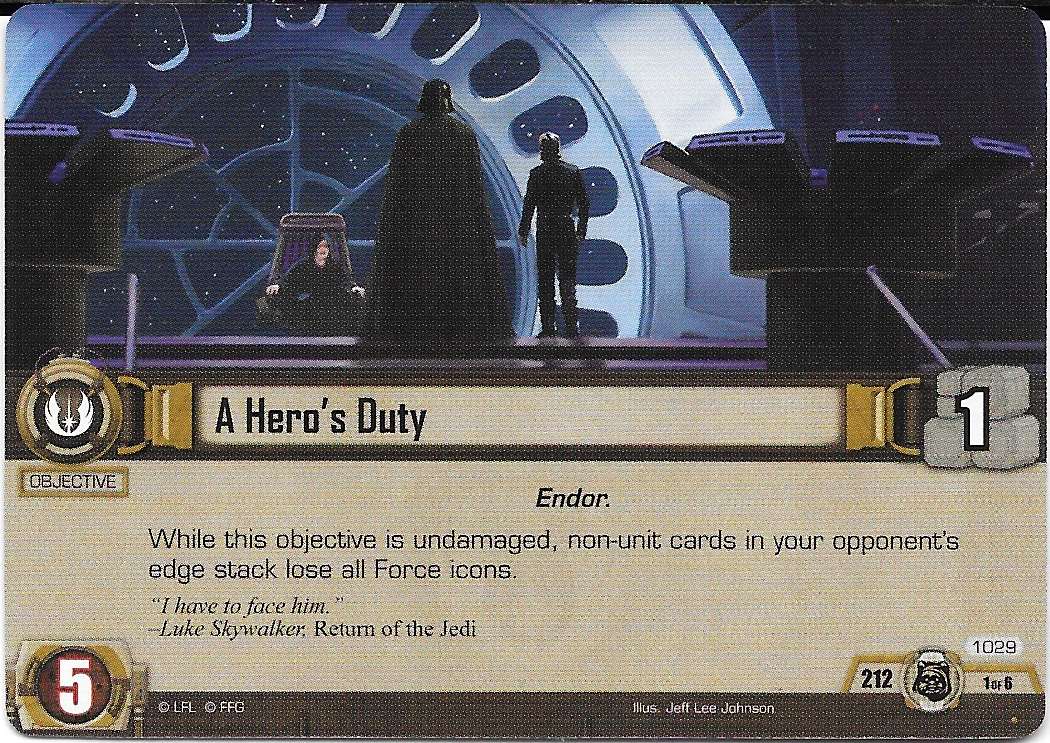 A Hero's Duty
1
OBJECTIVE
Endor.
While this objective is undamaged, non-unit cards in your opponent's
edge stack lose all Force icons.
"I have to face him."
–Luke Skywalker, Return of the Jedi
5
© LFL © FFG
Illus. Jeff Lee Johnson
212
1029
1 OF 6